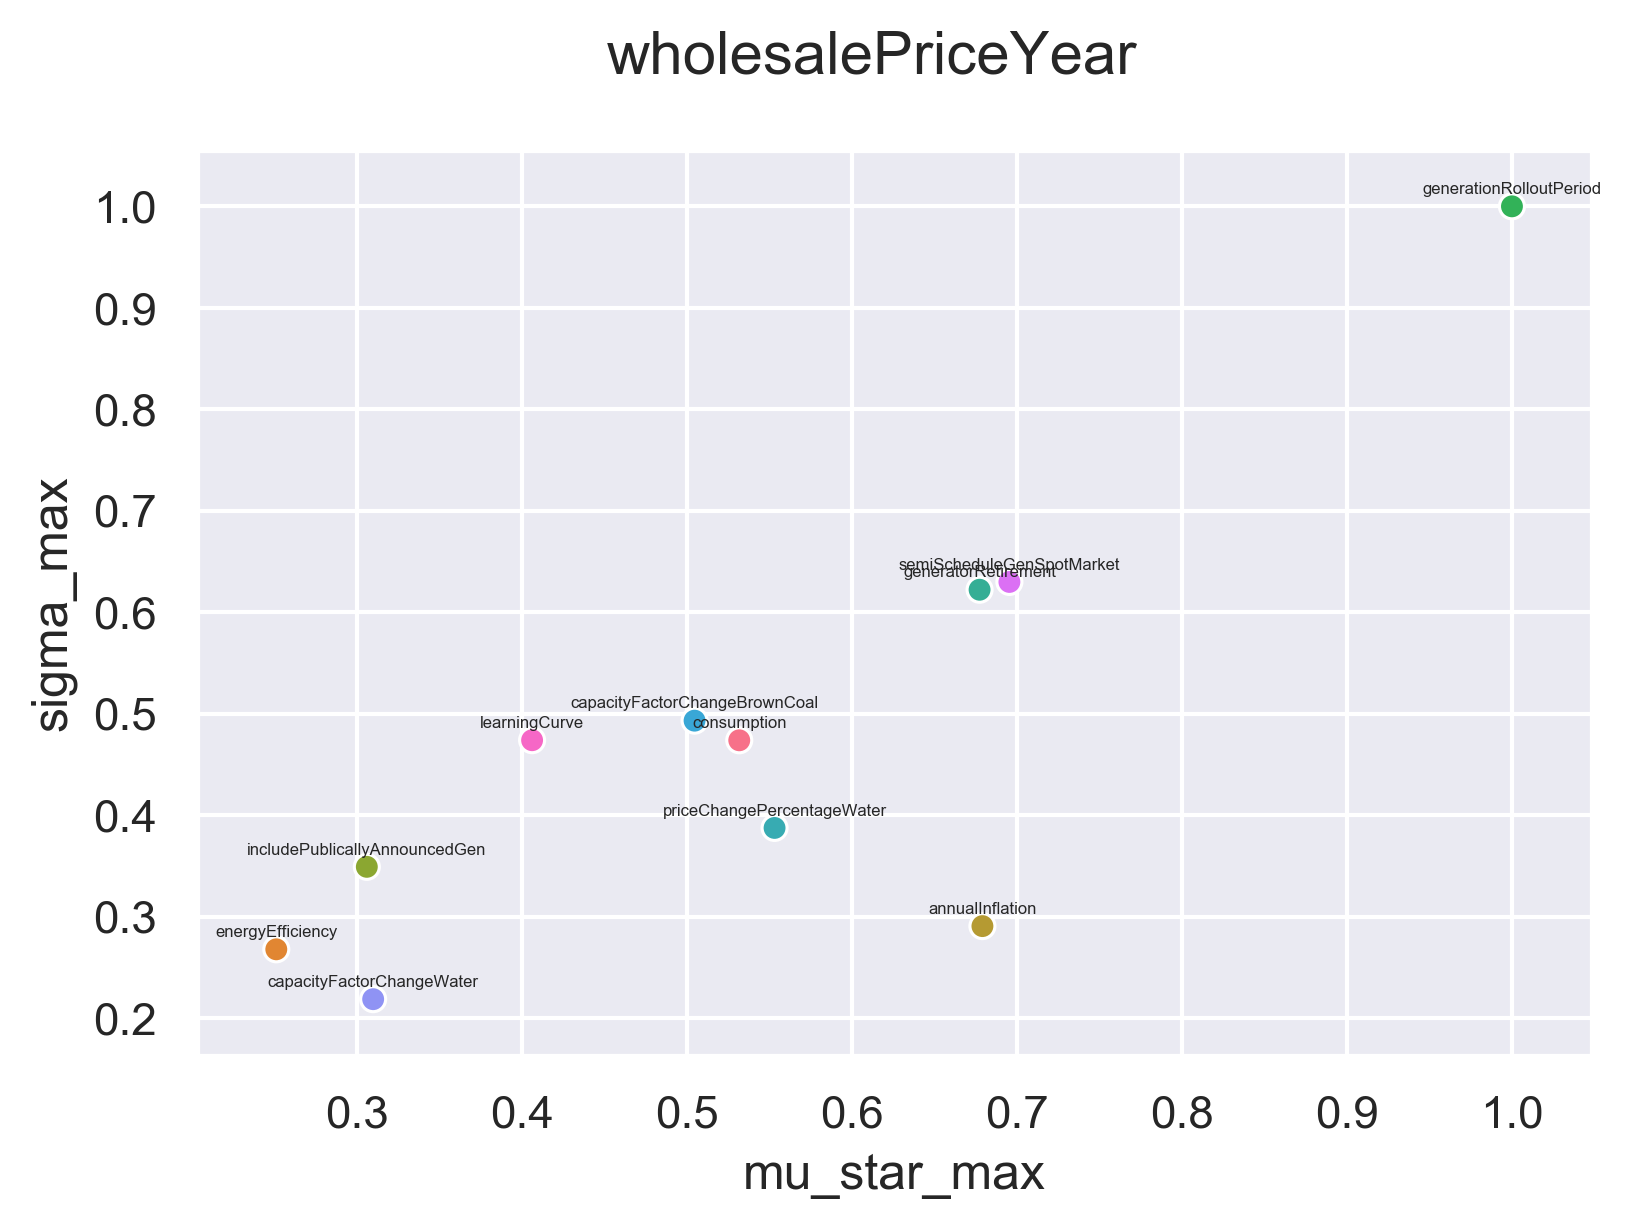 wholesalePriceYear
generationRolloutPeriod
semiScheduleGenSpotMarket
generatorRetirement
capacityFactorChangeBrownCoal
learningCurve
consumption
priceChangePercentageWater
includePublicallyAnnouncedGen
annualInflation
energyEfficiency
capacityFactorChangeWater
1.0
0.9
0.8
0.7
0.6
0.5
0.4
0.3
0.2
sigma_max
0.3 0.4 0.5 0.6 0.7 0.8 0.9 1.0
mu_star_max